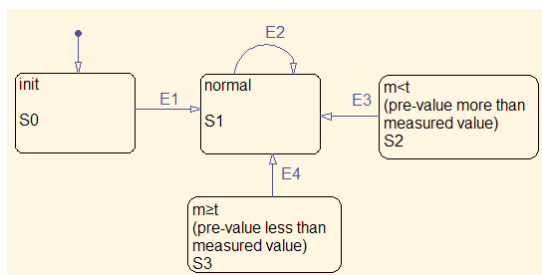 E2
init
S0
E1
normal
S1
E3
m<t
(pre-value more than
measured value)
S2
E4
m≥t
(pre-value less than
measured value)
S3